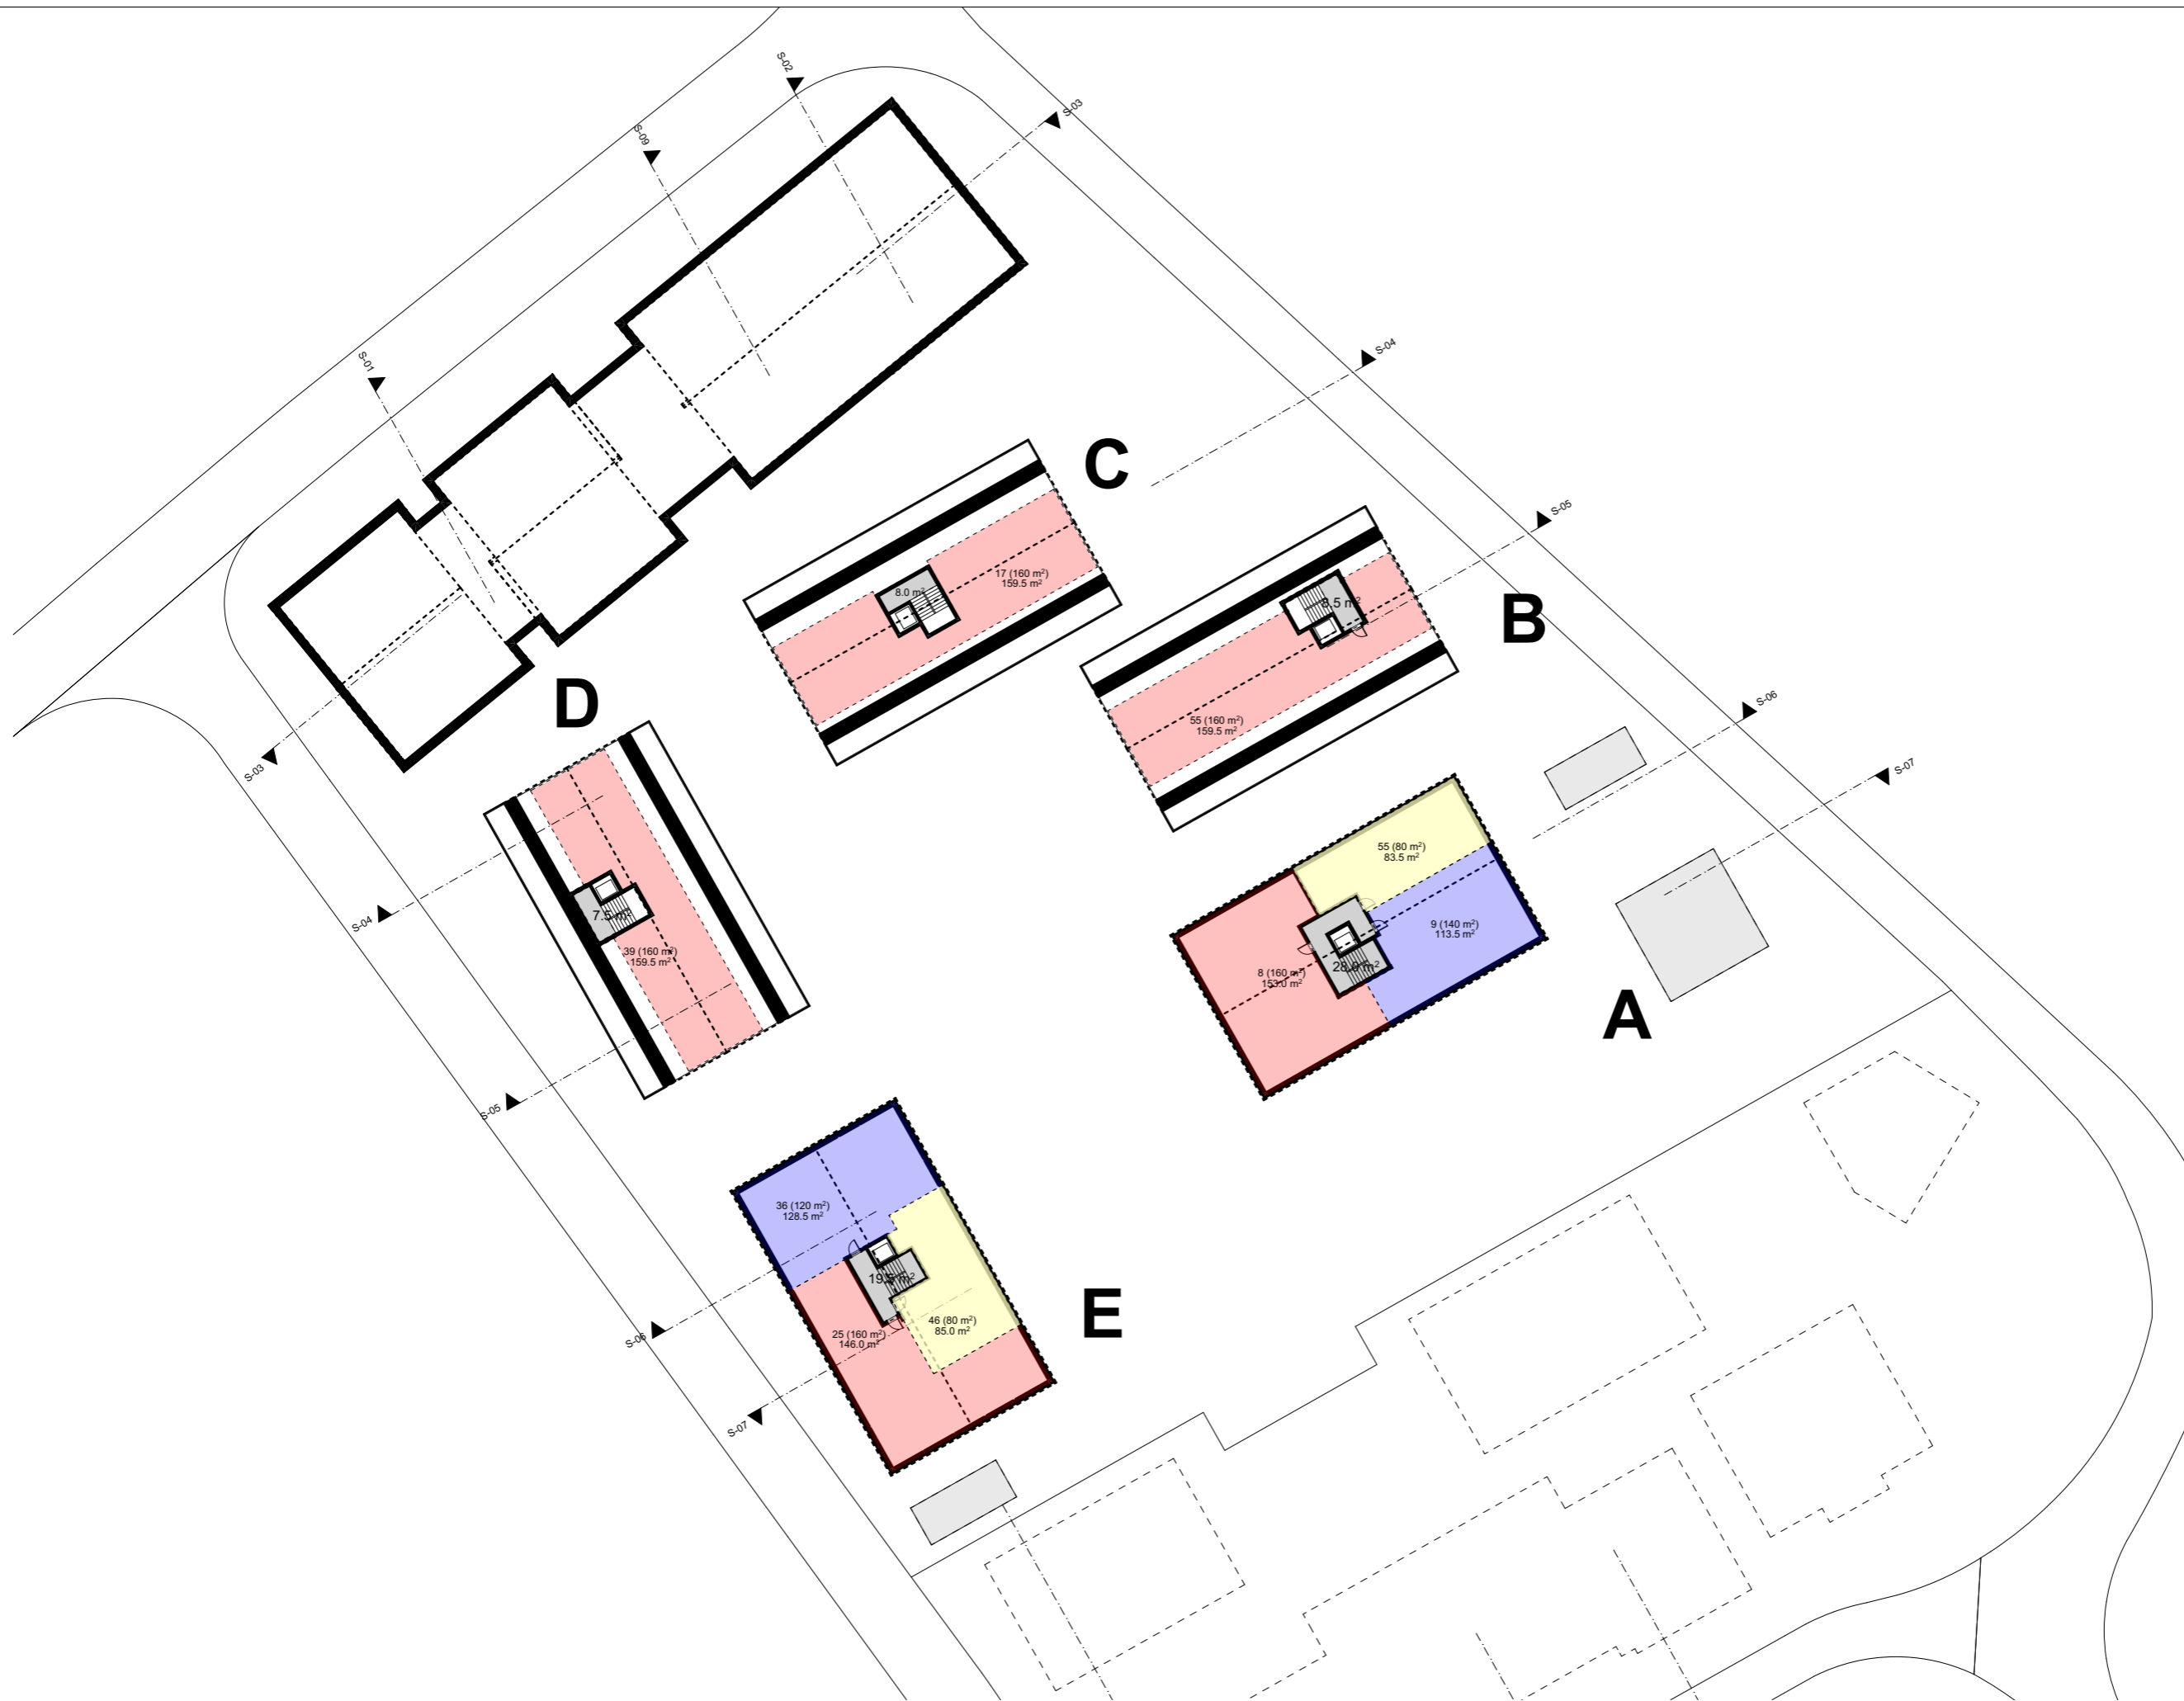 S-02
S-03
S-09
S-01
S-04
C
S-05
17 (160 m²)
159.5 m²
8.0 m²
8.5 m²
B
D
S-06
55 (160 m²)
159.5 m²
S-03
S-07
55 (80 m²)
83.5 m²
7.5 m²
S-04
9 (140 m²)
113.5 m²
39 (160 m²)
159.5 m²
8 (160 m²)
153.0 m²
A
S-05
36 (120 m²)
128.5 m²
E
46 (80 m²)
85.0 m²
25 (160 m²)
146.0 m²
S-06
S-07